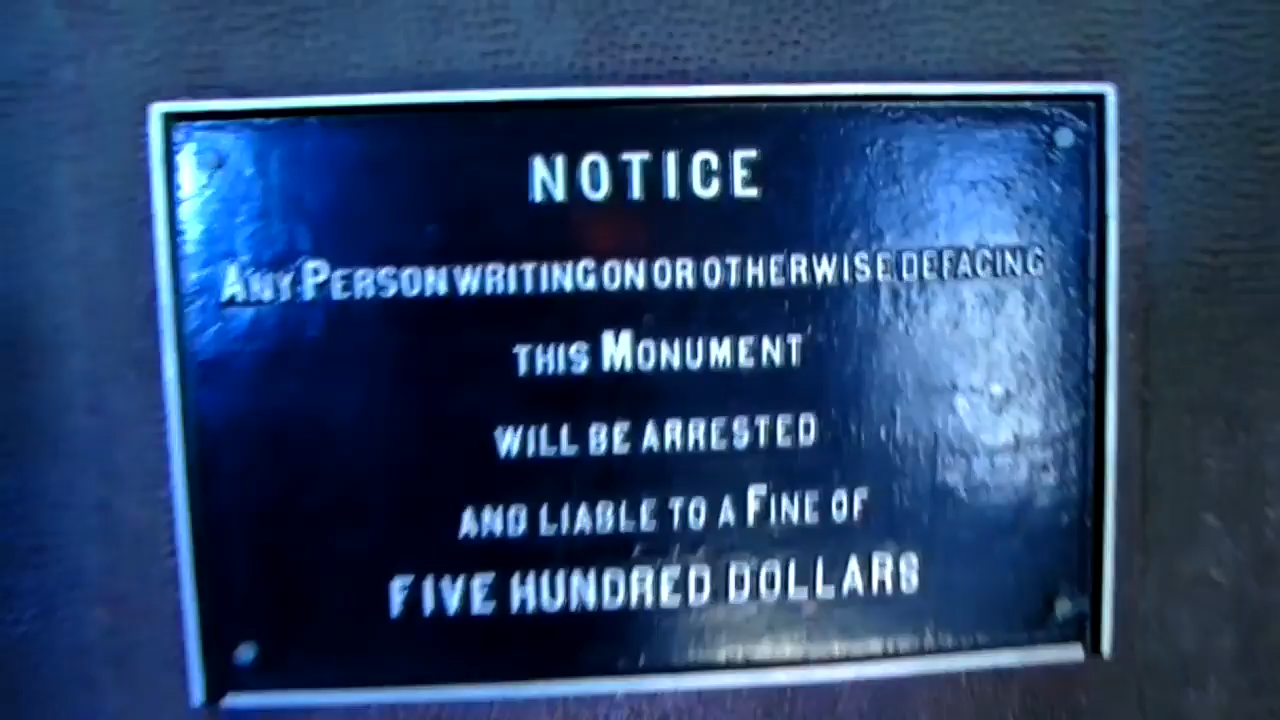 NOTICE
ANY PERSON WRITING ON OR OTHERWISE DEFACING
THIS MONUMENT
WILL BE ARRESTED
AND LIABLE TO A FINE OF
FIVE HUNDRED DOLLARS